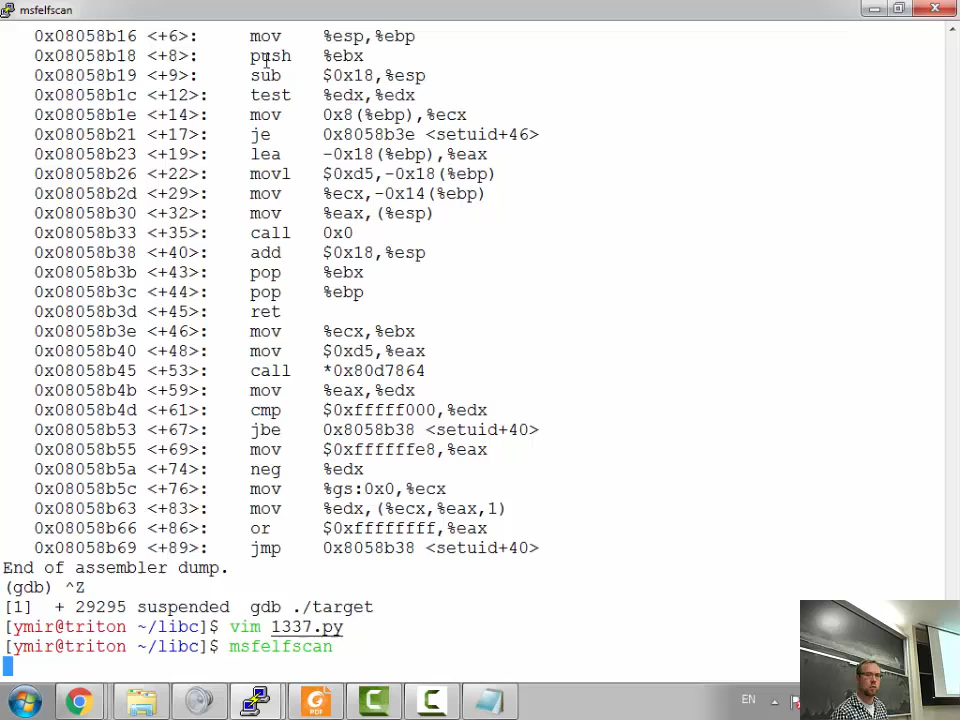 msfelfscan
0x08058b16 <+6>: mov %esp,%ebp
0x08058b18 <+8>: push %ebx
0x08058b19 <+9>: sub $0x18,%esp
0x08058b1c <+12>: test %edx,%edx
0x08058b1e <+14>: mov 0x8(%ebp),%ecx
0x08058b21 <+17>: je 0x8058b3e <setuid+46>
0x08058b23 <+19>: lea -0x18(%ebp),%eax
0x08058b26 <+22>: movl $0xd5,-0x18(%ebp)
0x08058b2d <+29>: mov %ecx,-0x14(%ebp)
0x08058b30 <+32>: mov %eax,(%esp)
0x08058b33 <+35>: call 0x0
0x08058b38 <+40>: add $0x18,%esp
0x08058b3b <+43>: pop %ebx
0x08058b3c <+44>: pop %ebp
0x08058b3d <+45>: ret
0x08058b3e <+46>: mov %ecx,%ebx
0x08058b40 <+48>: mov $0xd5,%eax
0x08058b45 <+53>: call *0x80d7864
0x08058b4b <+59>: mov %eax,%edx
0x08058b4d <+61>: cmp $0xfffff000,%edx
0x08058b53 <+67>: jbe 0x8058b38 <setuid+40>
0x08058b55 <+69>: mov $0xffffffe8,%eax
0x08058b5a <+74>: neg %edx
0x08058b5c <+76>: mov %gs:0x0,%ecx
0x08058b63 <+83>: mov %edx,(%ecx,%eax,1)
0x08058b66 <+86>: or $0xffffffff,%eax
0x08058b69 <+89>: jmp 0x8058b38 <setuid+40>
End of assembler dump.
(gdb) ^Z
[1] + 29295 suspended gdb ./target
[ymir@triton ~/libc]$ vim 1337.py
[ymir@triton ~/libc]$ msfelfscan
PDF
EN